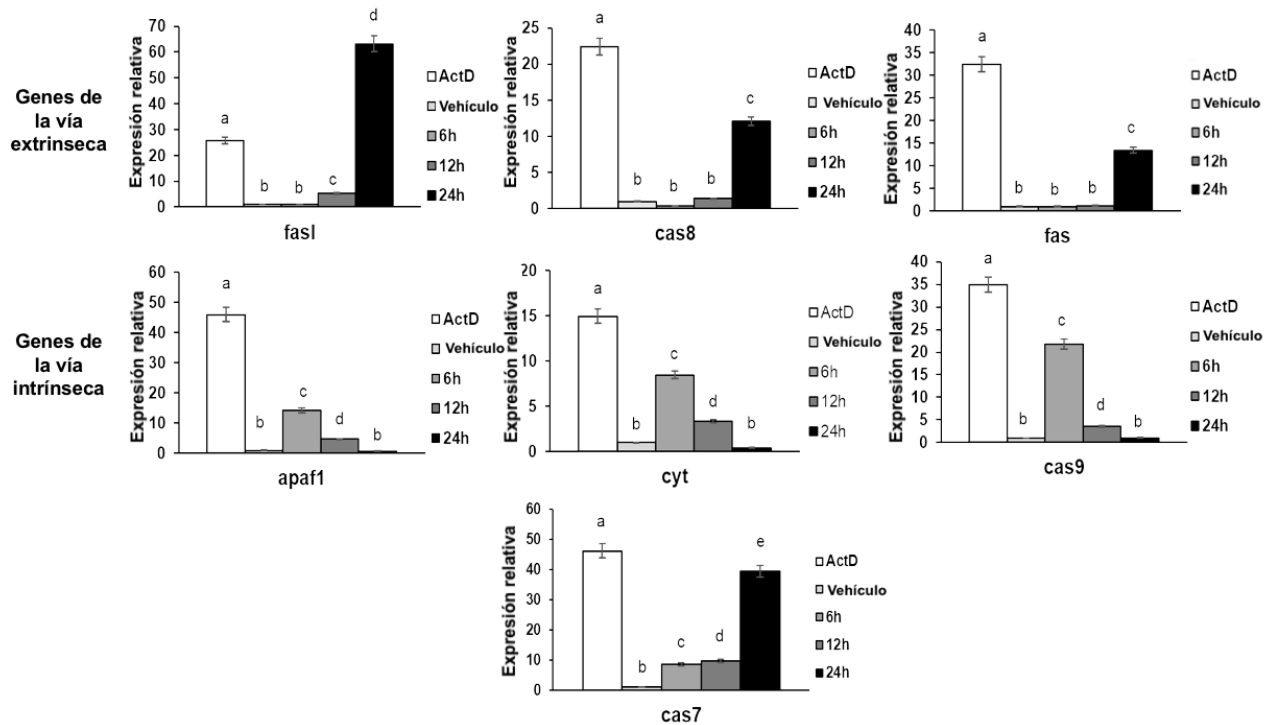 Genes de
la vía
extrinseca
Expresión relativa
70
60
50
40
30
20
10
0
a
b
b
c
d
fasl
ActD
Vehículo
6h
12h
24h
Expresión relativa
25
20
15
10
5
0
a
b
b
b
c
cas8
ActD
Vehículo
6h
12h
24h
Expresión relativa
40
35
30
25
20
15
10
5
0
a
b
b
b
c
fas
ActD
Vehículo
6h
12h
24h
Genes de
la vía
intrínseca
Expresión relativa
60
50
40
30
20
10
0
a
b
c
d
b
apaf1
ActD
Vehículo
6h
12h
24h
Expresión relativa
20
15
10
5
0
a
b
c
d
b
cyt
ActD
Vehículo
6h
12h
24h
Expresión relativa
40
35
30
25
20
15
10
5
0
a
b
c
d
b
cas9
ActD
Vehículo
6h
12h
24h
Expresión relativa
60
50
40
30
20
10
0
a
b
c
d
e
cas7
ActD
Vehículo
6h
12h
24h